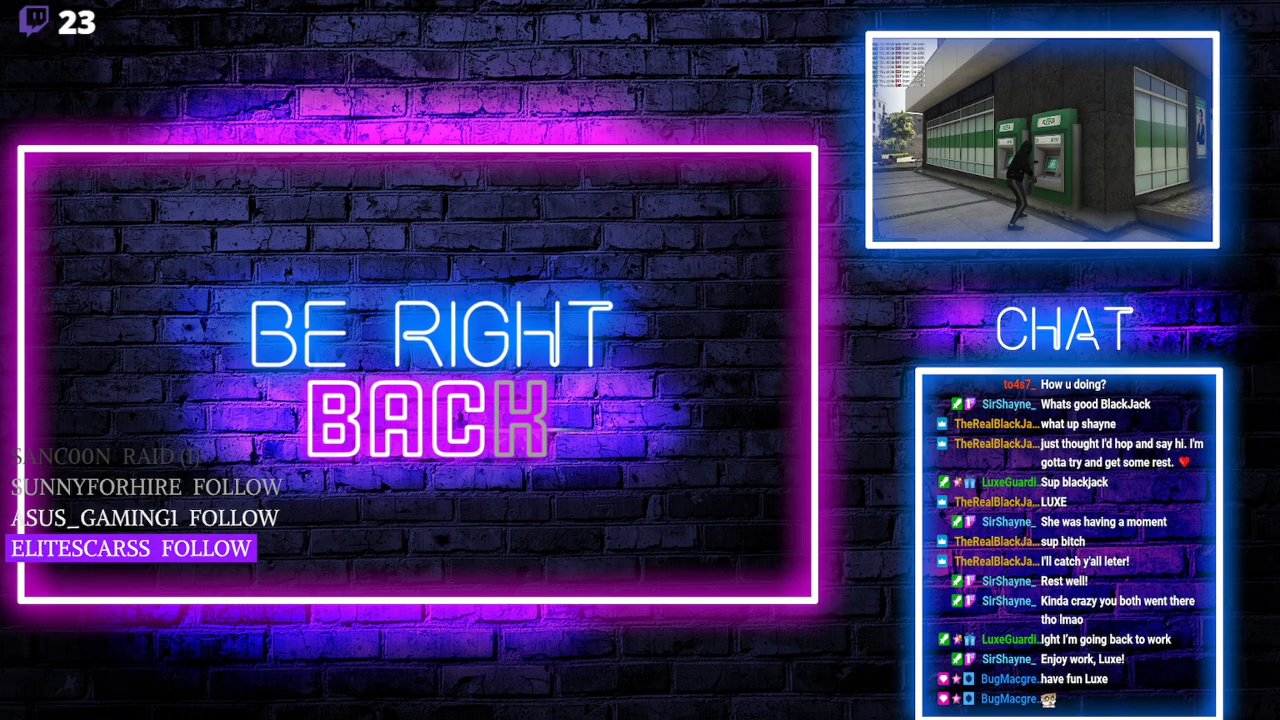 23
BE RIGHT
BACK
SANC00N RAID (1)
SUNNYFORHIRE FOLLOW
ASUS_GAMING1 FOLLOW
ELITESCARSS FOLLOW
FLEECA
CHAT
to4s7_ How u doing?
SirShayne_ Whats good BlackJack
TheRealBlackJa... what up shayne
TheRealBlackJa... just thought I'd hop and say hi. I'm
gotta try and get some rest.
LuxeGuardi... Sup blackjack
TheRealBlackJa... LUXE
SirShayne_ She was having a moment
TheRealBlackJa... sup bitch
TheRealBlackJa... I'll catch y'all leter!
SirShayne_ Rest well!
SirShayne_ Kinda crazy you both went there
tho lmao
LuxeGuardi... Ight I'm going back to work
SirShayne_ Enjoy work, Luxe!
BugMacgre... have fun Luxe
BugMacgre...